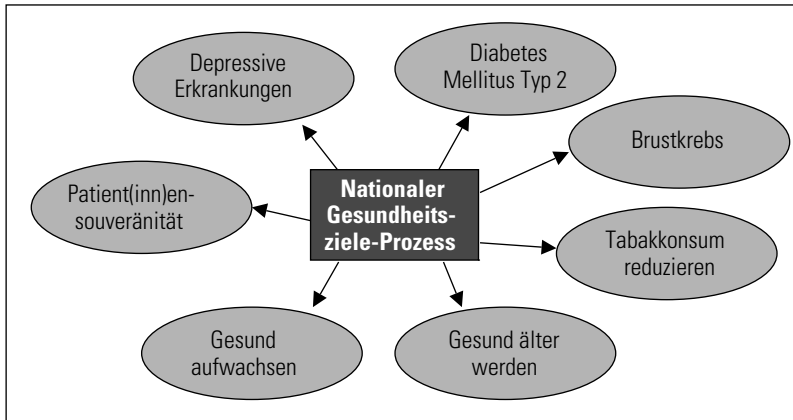 Depressive
Erkrankungen
Diabetes
Mellitus Typ 2
Brustkrebs
Patient(inn)en-
souveränität
Nationaler
Gesundheits-
ziele-Prozess
Tabakkonsum
reduzieren
Gesund
aufwachsen
Gesund älter
werden